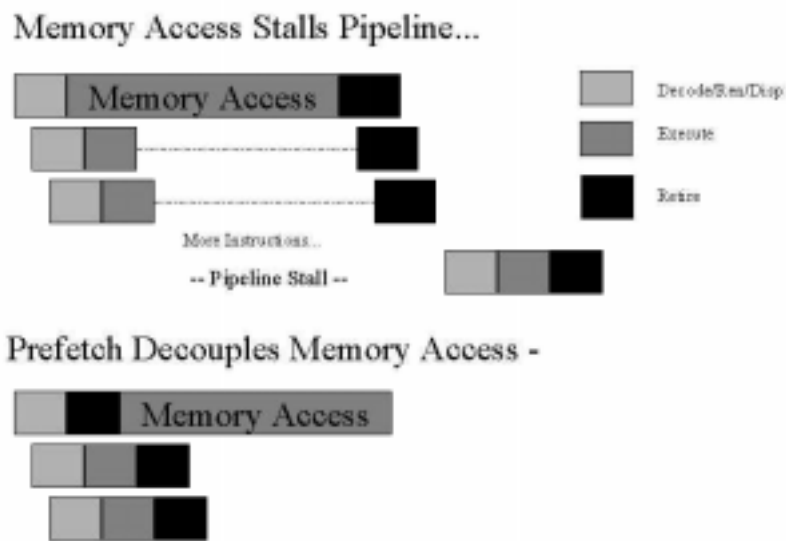 Memory Access Stalls Pipeline...
Memory Access
Decode/Ren/Disp
Execute
Retire
More Instructions...
-- Pipeline Stall --
Prefetch Decouples Memory Access -
Memory Access